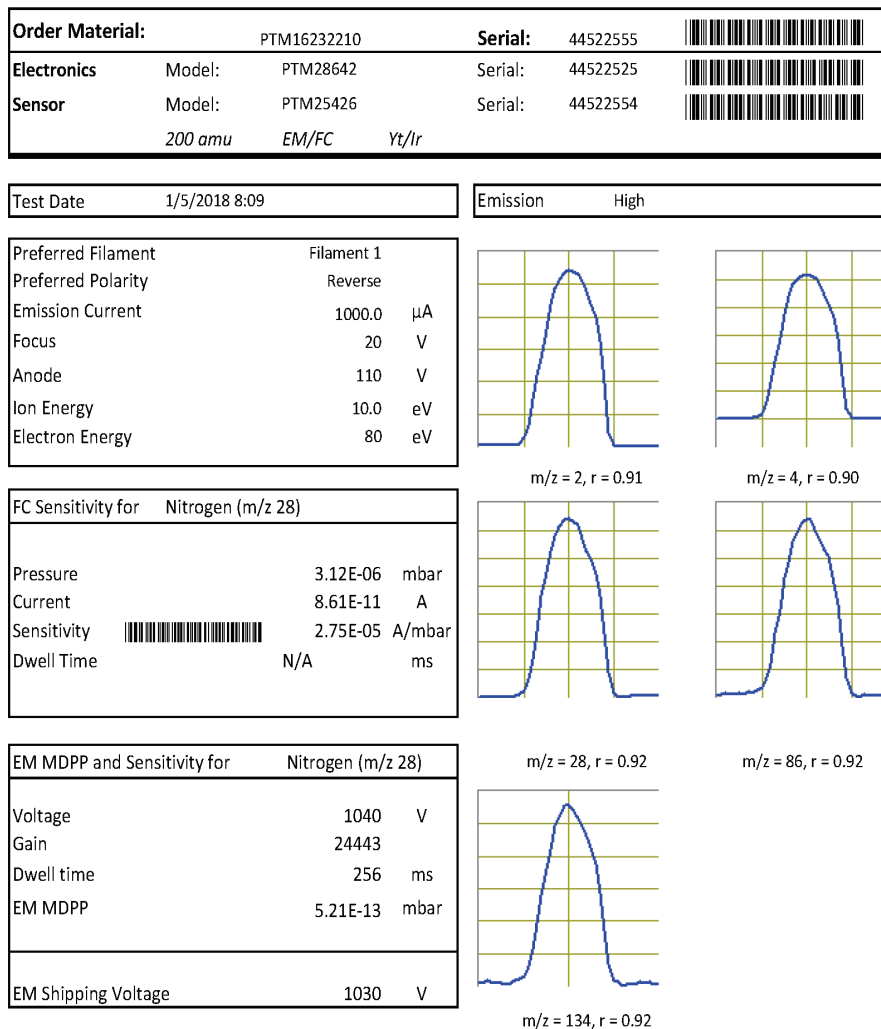 Order Material: PTM16232210 Serial: 44522555
Electronics Model: PTM28642 Serial: 44522525
Sensor Model: PTM25426 Serial: 44522554
200 amu EM/FC Yt/Ir
Test Date 1/5/2018 8:09
Emission High
Preferred Filament Filament 1
Preferred Polarity Reverse
Emission Current 1000.0 µA
Focus 20 V
Anode 110 V
Ion Energy 10.0 eV
Electron Energy 80 eV
m/z = 2, r = 0.91
m/z = 4, r = 0.90
FC Sensitivity for Nitrogen (m/z 28)
Pressure 3.12E-06 mbar
Current 8.61E-11 A
Sensitivity 2.75E-05 A/mbar
Dwell Time N/A ms
m/z = 28, r = 0.92
m/z = 86, r = 0.92
EM MDPP and Sensitivity for Nitrogen (m/z 28)
Voltage 1040 V
Gain 24443
Dwell time 256 ms
EM MDPP 5.21E-13 mbar
EM Shipping Voltage 1030 V
m/z = 134, r = 0.92